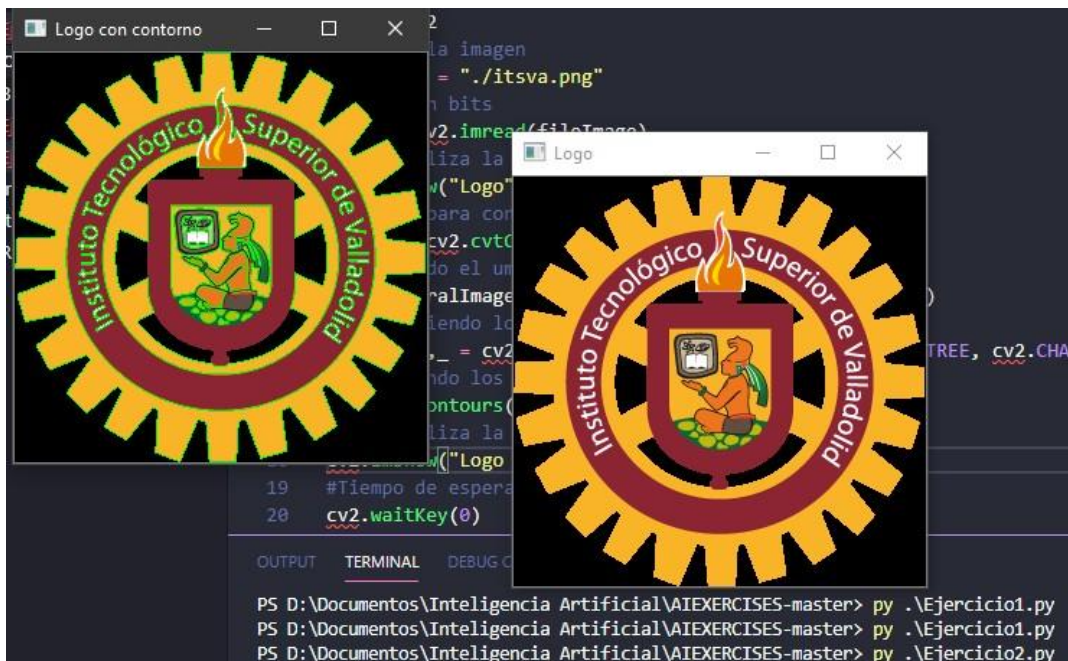 Logo con contorno
Instituto Tecnológico Superior de Valladolid
Logo
Instituto Tecnológico Superior de Valladolid
la imagen
= "./itsva.png"
bits
imread(fileImage)
liza la
("Logo"
para con
cv2.cvtC
do el um
ralImage )
iendo lo
,_ = cv2 TREE, cv2.CHA
ndo los
ontours(
liza la
("Logo
19 #Tiempo de espera
20 cv2.waitKey(0)
OUTPUT TERMINAL DEBUG C
PS D:\Documentos\Inteligencia Artificial\AIEXERCISES-master> py .\Ejercicio1.py
PS D:\Documentos\Inteligencia Artificial\AIEXERCISES-master> py .\Ejercicio1.py
PS D:\Documentos\Inteligencia Artificial\AIEXERCISES-master> py .\Ejercicio2.py